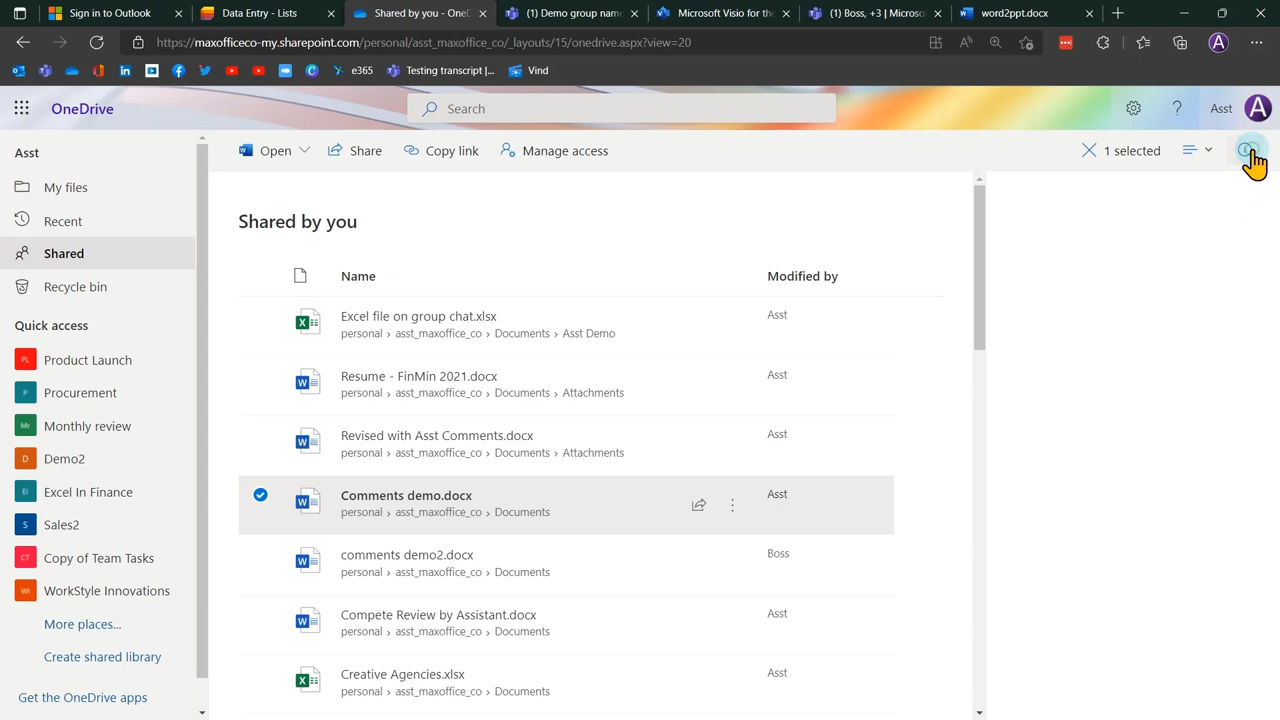 Sign in to Outlook
Data Entry - Lists
Shared by you - OneD
(1) Demo group name
Microsoft Visio for the
(1) Boss, +3 | Microsof
word2ppt.docx
https://maxofficeco-my.sharepoint.com/personal/asst_maxoffice_co/_layouts/15/onedrive.aspx?view=20
A
e365
Testing transcript |...
Vind
OneDrive
Search
?
Asst
A
Asst
Open
Share
Copy link
Manage access
1 selected
My files
Recent
Shared
Recycle bin
Quick access
PL Product Launch
P Procurement
Mr Monthly review
D Demo2
EI Excel In Finance
S Sales2
CT Copy of Team Tasks
WI WorkStyle Innovations
More places...
Create shared library
Get the OneDrive apps
Shared by you
Name
Modified by
Excel file on group chat.xlsx
Asst
personal › asst_maxoffice_co › Documents › Asst Demo
Resume - FinMin 2021.docx
Asst
personal › asst_maxoffice_co › Documents › Attachments
Revised with Asst Comments.docx
Asst
personal › asst_maxoffice_co › Documents › Attachments
Comments demo.docx
Asst
personal › asst_maxoffice_co › Documents
comments demo2.docx
Boss
personal › asst_maxoffice_co › Documents
Compete Review by Assistant.docx
Asst
personal › asst_maxoffice_co › Documents
Creative Agencies.xlsx
Asst
personal › asst_maxoffice_co › Documents